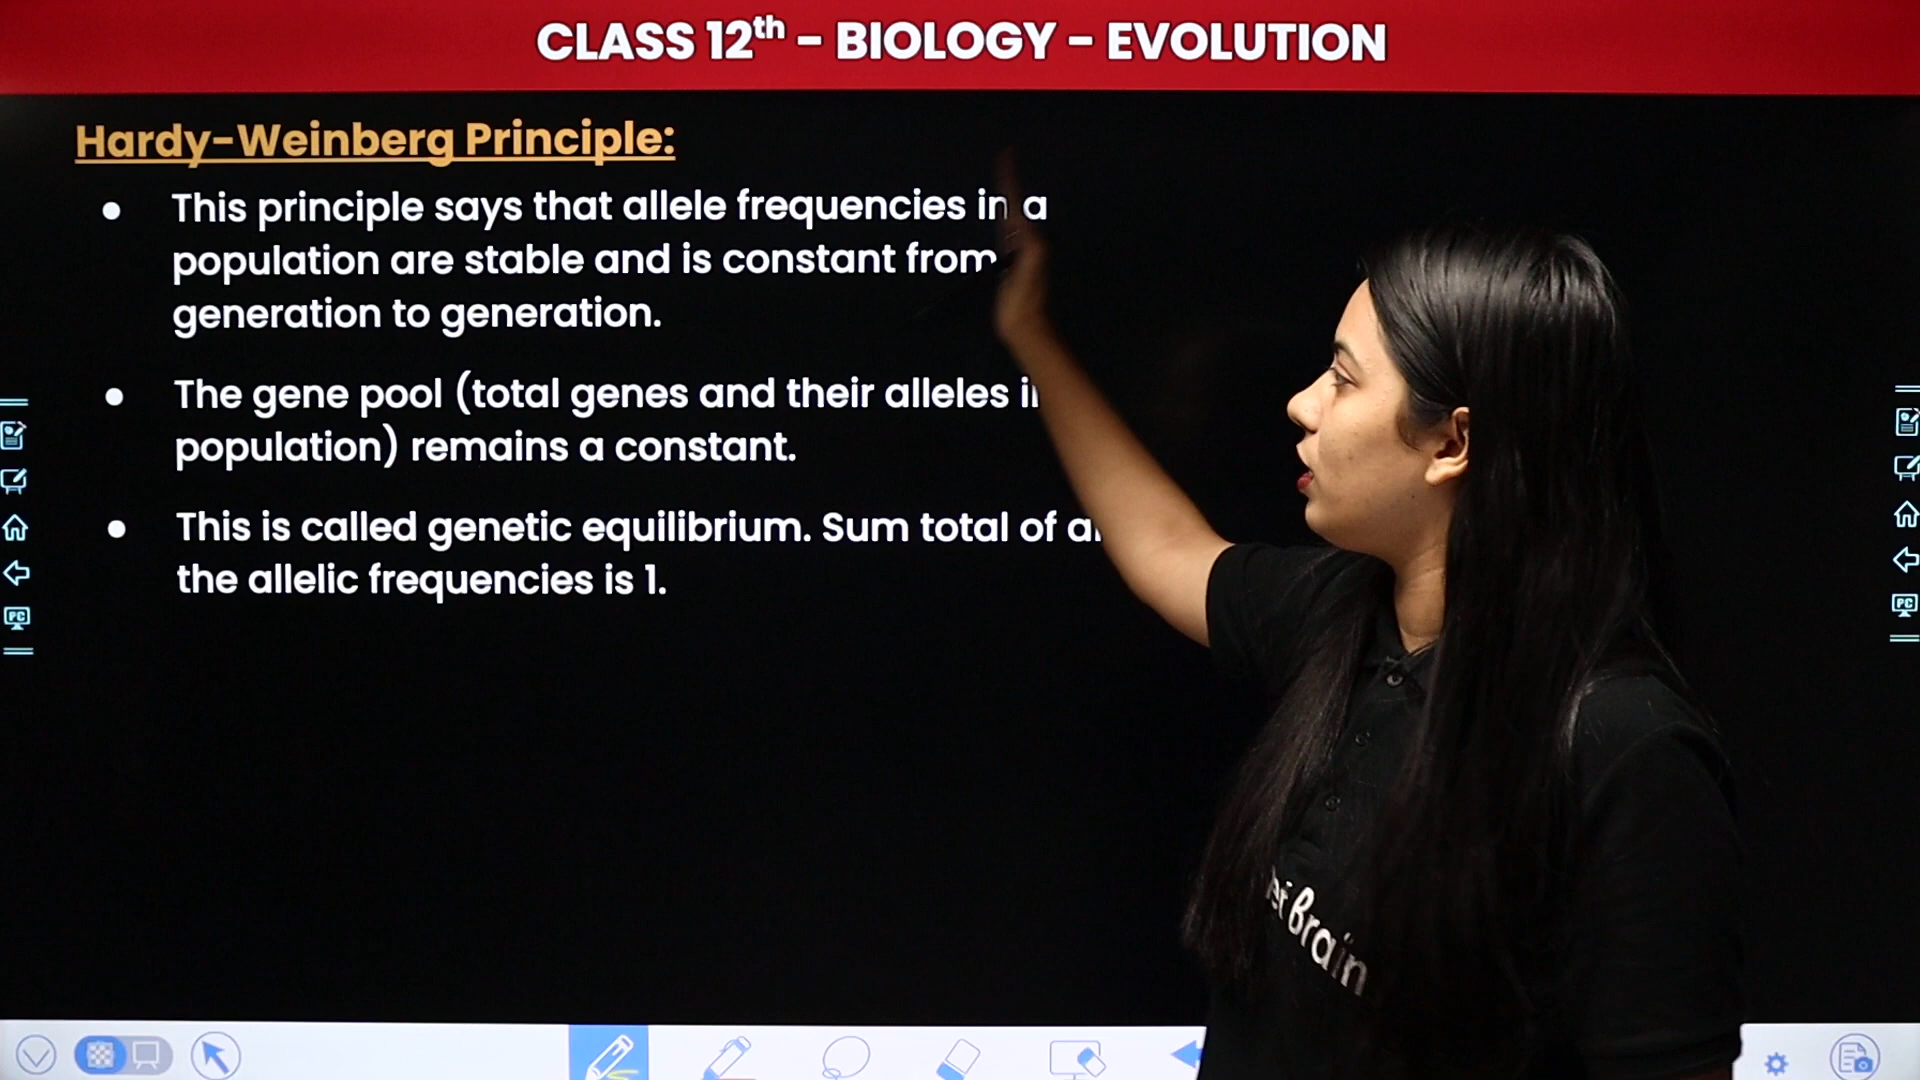 CLASS 12th - BIOLOGY - EVOLUTION
Hardy-Weinberg Principle:
• This principle says that allele frequencies in a
population are stable and is constant from
generation to generation.
• The gene pool (total genes and their alleles
population) remains a constant.
• This is called genetic equilibrium. Sum total of
the allelic frequencies is 1.
PC
PC
Brain